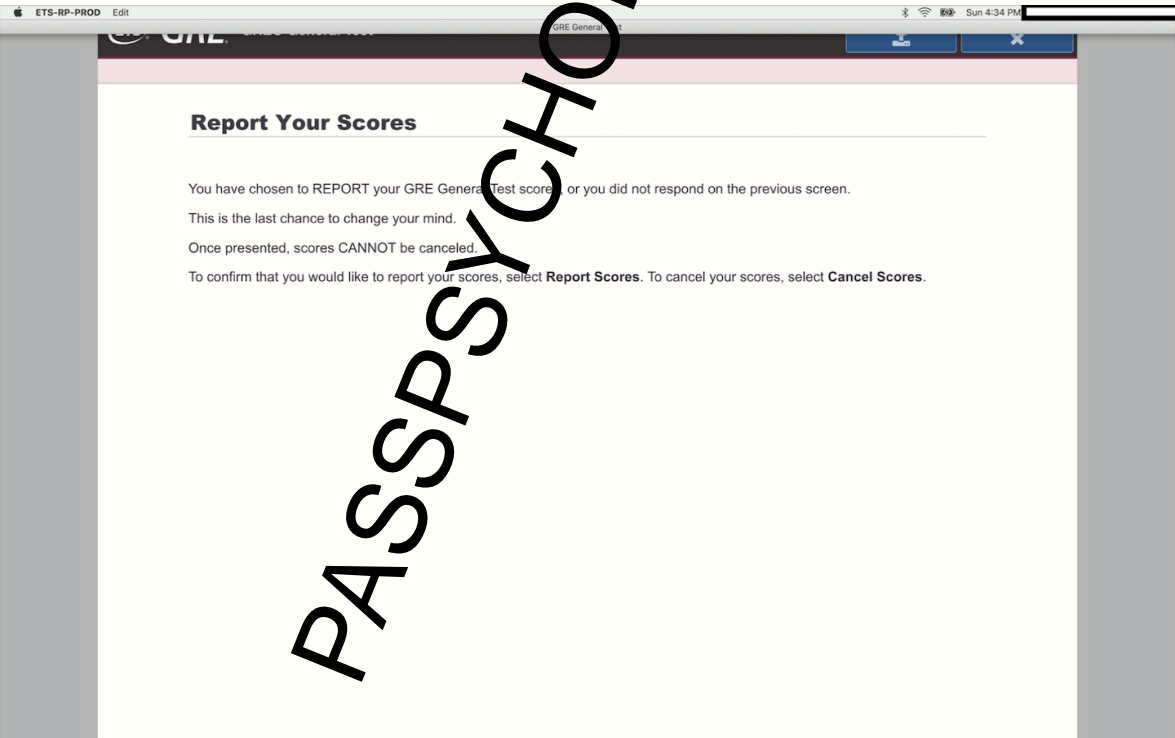 ETS-RP-PROD Edit Sun 4:34 PM
GRE General
GRE
Report Your Scores
You have chosen to REPORT your GRE General Test scores, or you did not respond on the previous screen.
This is the last chance to change your mind.
Once presented, scores CANNOT be canceled.
To confirm that you would like to report your scores, select Report Scores. To cancel your scores, select Cancel Scores.
PASSPSYCHO